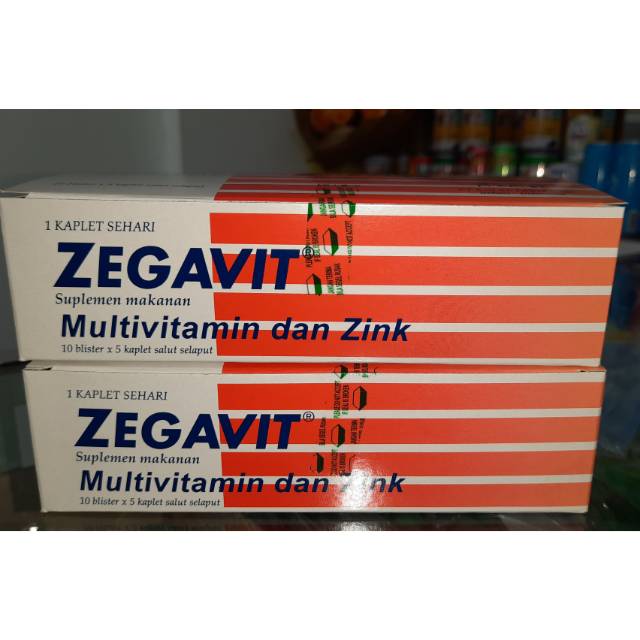 1 KAPLET SEHARI
ZEGAVIT®
Suplemen makanan
Multivitamin dan Zink
10 blister x 5 kaplet salut selaput
1 KAPLET SEHARI
ZEGAVIT®
Suplemen makanan
Multivitamin dan Zink
10 blister x 5 kaplet salut selaput